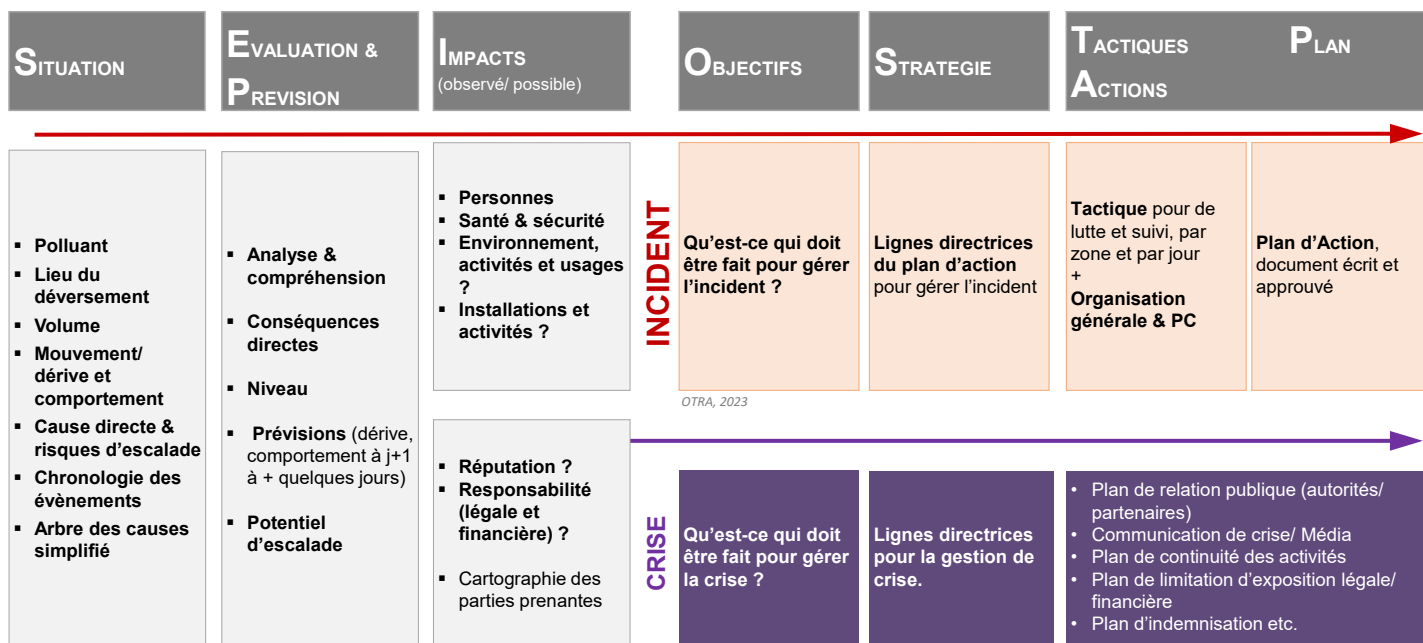 SITUATION
EVALUATION &
PREVISION
IMPACTS
(observé/ possible)
OBJECTIFS
STRATEGIE
TACTIQUES PLAN
ACTIONS
▪ Polluant
▪ Lieu du
déversement
▪ Volume
▪ Mouvement/
dérive et
comportement
▪ Cause directe &
risques d’escalade
▪ Chronologie des
évènements
▪ Arbre des causes
simplifié
▪ Analyse &
compréhension
▪ Conséquences
directes
▪ Niveau
▪ Prévisions (dérive,
comportement à j+1
à + quelques jours)
▪ Potentiel
d’escalade
▪ Personnes
▪ Santé & sécurité
▪ Environnement,
activités et usages
?
▪ Installations et
activités ?
INCIDENT
Qu’est-ce qui doit
être fait pour gérer
l’incident ?
Lignes directrices
du plan d’action
pour gérer l’incident
Tactique pour de
lutte et suivi, par
zone et par jour
+
Organisation
générale & PC
Plan d’Action,
document écrit et
approuvé
OTRA, 2023
▪ Réputation ?
▪ Responsabilité
(légale et
financière) ?
▪ Cartographie des
parties prenantes
CRISE
Qu’est-ce qui doit
être fait pour gérer
la crise ?
Lignes directrices
pour la gestion de
crise.
• Plan de relation publique (autorités/
partenaires)
• Communication de crise/ Média
• Plan de continuité des activités
• Plan de limitation d’exposition légale/
financière
• Plan d’indemnisation etc.